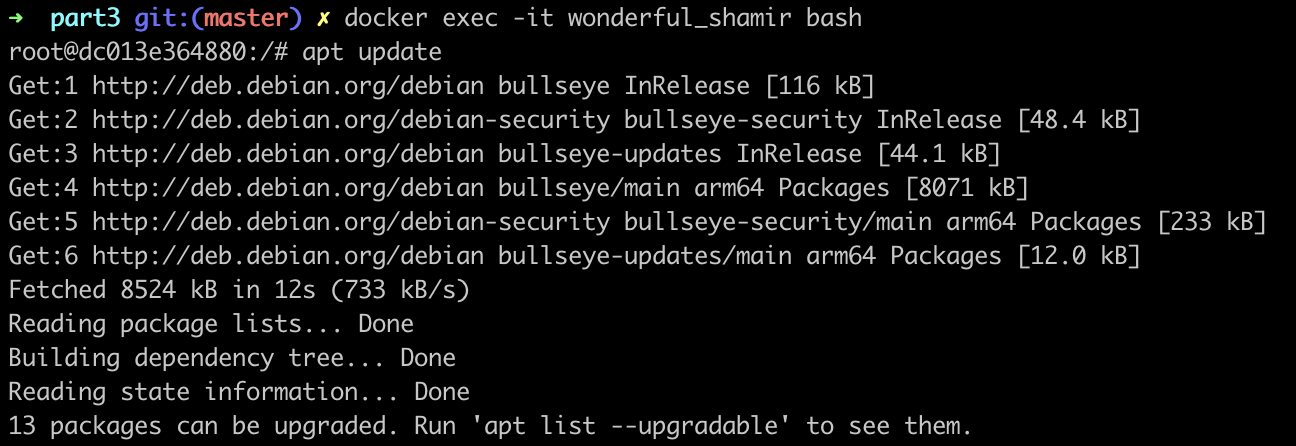 ➜  part3 git:(master) ✗ docker exec -it wonderful_shamir bash
root@dc013e364880:/# apt update
Get:1 http://deb.debian.org/debian bullseye InRelease [116 kB]
Get:2 http://deb.debian.org/debian-security bullseye-security InRelease [48.4 kB]
Get:3 http://deb.debian.org/debian bullseye-updates InRelease [44.1 kB]
Get:4 http://deb.debian.org/debian bullseye/main arm64 Packages [8071 kB]
Get:5 http://deb.debian.org/debian-security bullseye-security/main arm64 Packages [233 kB]
Get:6 http://deb.debian.org/debian bullseye-updates/main arm64 Packages [12.0 kB]
Fetched 8524 kB in 12s (733 kB/s)
Reading package lists... Done
Building dependency tree... Done
Reading state information... Done
13 packages can be upgraded. Run 'apt list --upgradable' to see them.